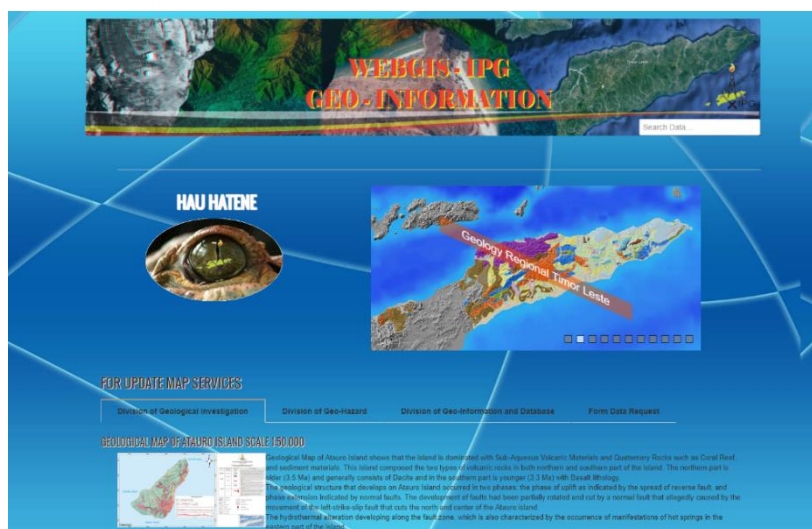 WEBGIS - IPG
GEO - INFORMATION
IPG
Search Data...
HAU HATENE
Geology Regional Timor Leste
FOR UPDATE MAP SERVICES
Division of Geological Investigation
Division of Geo-Hazard
Division of Geo-Information and Database
Form Data Request
GEOLOGICAL MAP OF ATAURO ISLAND SCALE 1:50.000
Geological Map of Atauro Island shows that the Island is dominated with Sub-Aqueous Volcanic Materials and Quaternary Rocks such as Coral Reef,
and sediment materials. This island composed the two types of volcanic rocks in both northern and southern part of the island. The northern part is
older (3.5 Ma) and generally consists of Dacite and in the southern part is younger (3.3 Ma) with Basalt lithology.
The geological structure that develops on Atauro Island occurred in two phases: the phase of uplift as indicated by the spread of reverse fault; and
phase extension indicated by normal faults. The development of faults had been partially rotated and cut by a normal fault that allegedly caused by the
movement of the left-strike-slip fault that cuts the north and center of the Atauro Island.
The hydrothermal alteration developing along the fault zone, which is also characterized by the occurrence of manifestations of hot springs in the
eastern part of the island.